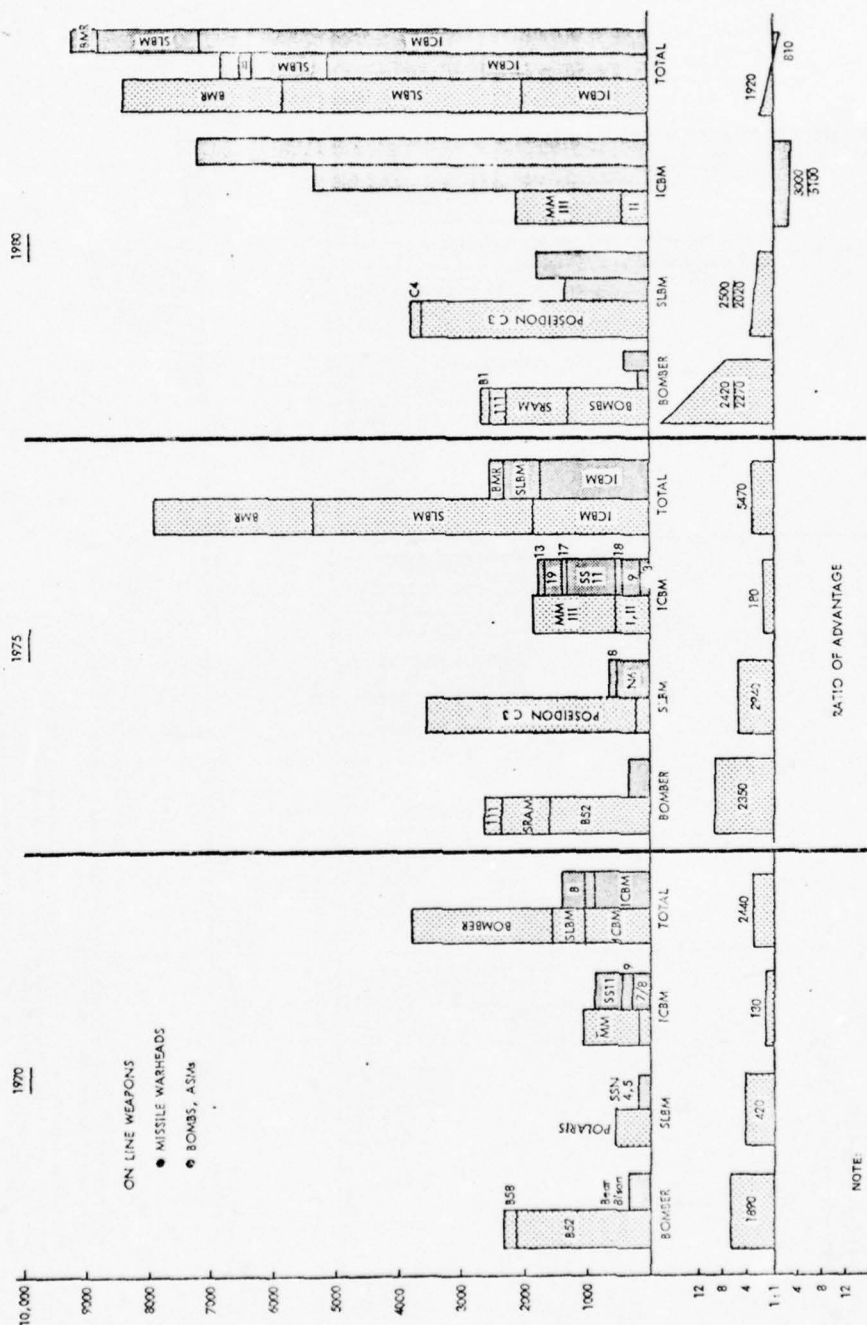 1970
1975
1980
ON LINE WEAPONS
● MISSILE WARHEADS
● BOMBS, ASMs
10,000
9000
8000
7000
6000
5000
4000
3000
2000
1000
B58
B52
Bear
Bison
BOMBER
POLARIS
SSN
4,5
SLBM
MM
SS11
9
7/8
ICBM
BOMBER
SLBM
ICBM
B
ICBM
TOTAL
111
SRAM
B52
BOMBER
POSEIDON C3
8
SLBM
MM
III
I,II
13
19
17
SS
11
18
9
3
ICBM
BMR
SLBM
ICBM
BMR
SLBM
ICBM
TOTAL
B1
111
SRAM
BOMBS
BOMBER
C4
POSEIDON C3
SLBM
MM
III
II
ICBM
BMR
SLBM
ICBM
SLBM
ICBM
BMR
SLBM
ICBM
TOTAL
12
8
4
1:1
4
8
12
1890
420
130
2440
2350
2940
180
5470
2420
2270
2500
2020
3000
3100
1920
810
RATIO OF ADVANTAGE
NOTE: